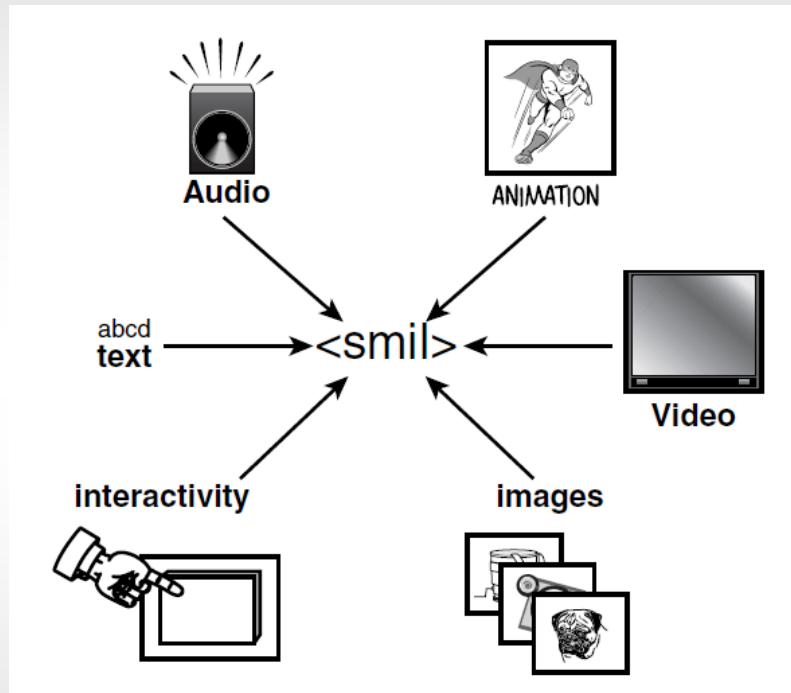 Audio
ANIMATION
abcd
text
<smil>
Video
interactivity
images